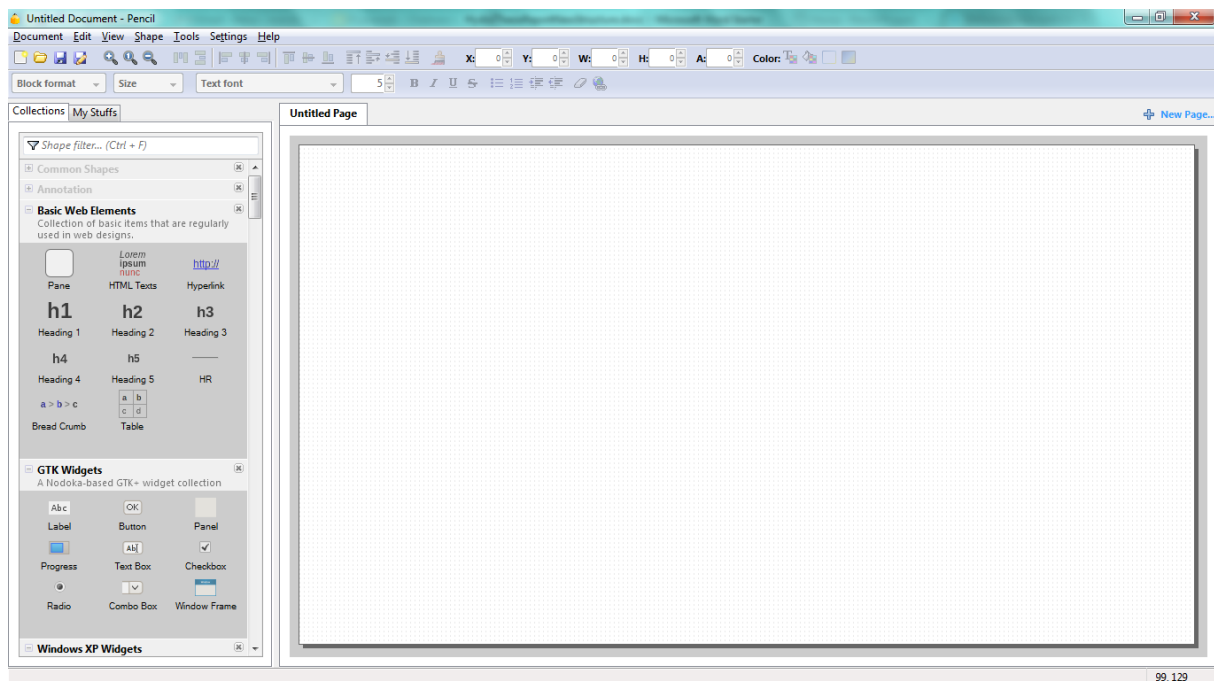 Untitled Document - Pencil
Document Edit View Shape Tools Settings Help
X: 0 Y: 0 W: 0 H: 0 A: 0 Color:
Block format Size Text font 5 B I U S
Collections My Stuffs
Untitled Page
New Page...
Shape filter... (Ctrl + F)
Common Shapes
Annotation
Basic Web Elements
Collection of basic items that are regularly
used in web designs.
Lorem
ipsum
nunc
http://
Pane HTML Texts Hyperlink
h1 h2 h3
Heading 1 Heading 2 Heading 3
h4 h5
Heading 4 Heading 5 HR
a > b > c
a b
c d
Bread Crumb Table
GTK Widgets
A Nodoka-based GTK+ widget collection
Abc OK
Label Button Panel
Ab
Progress Text Box Checkbox
Radio Combo Box Window Frame
Windows XP Widgets
99, 129